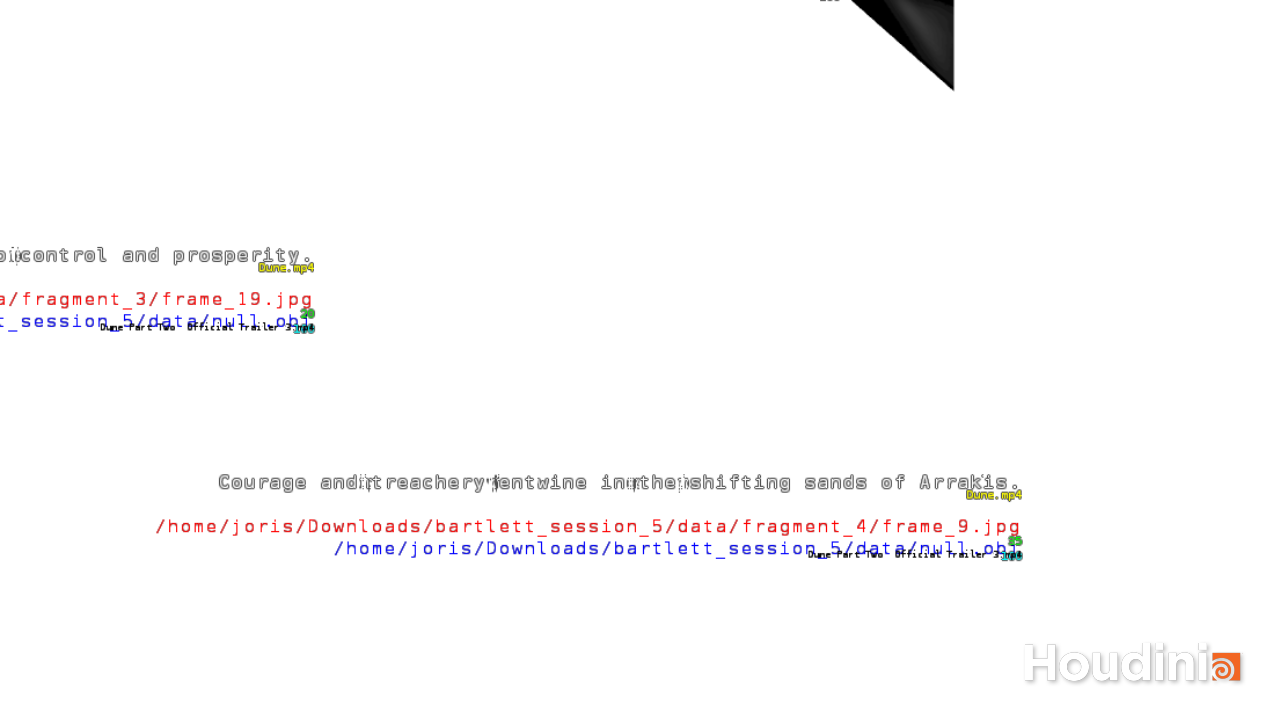 control and prosperity.
Dune.mp4
a/fragment_3/frame_19.jpg
20
t_session_5/data/null.obj
Dune Part Two Official Trailer 3.mp4
100
Courage and treachery entwine in the shifting sands of Arrakis.
Dune.mp4
/home/joris/Downloads/bartlett_session_5/data/fragment_4/frame_9.jpg
25
/home/joris/Downloads/bartlett_session_5/data/null.obj
Dune Part Two Official Trailer 3.mp4
100
Houdini